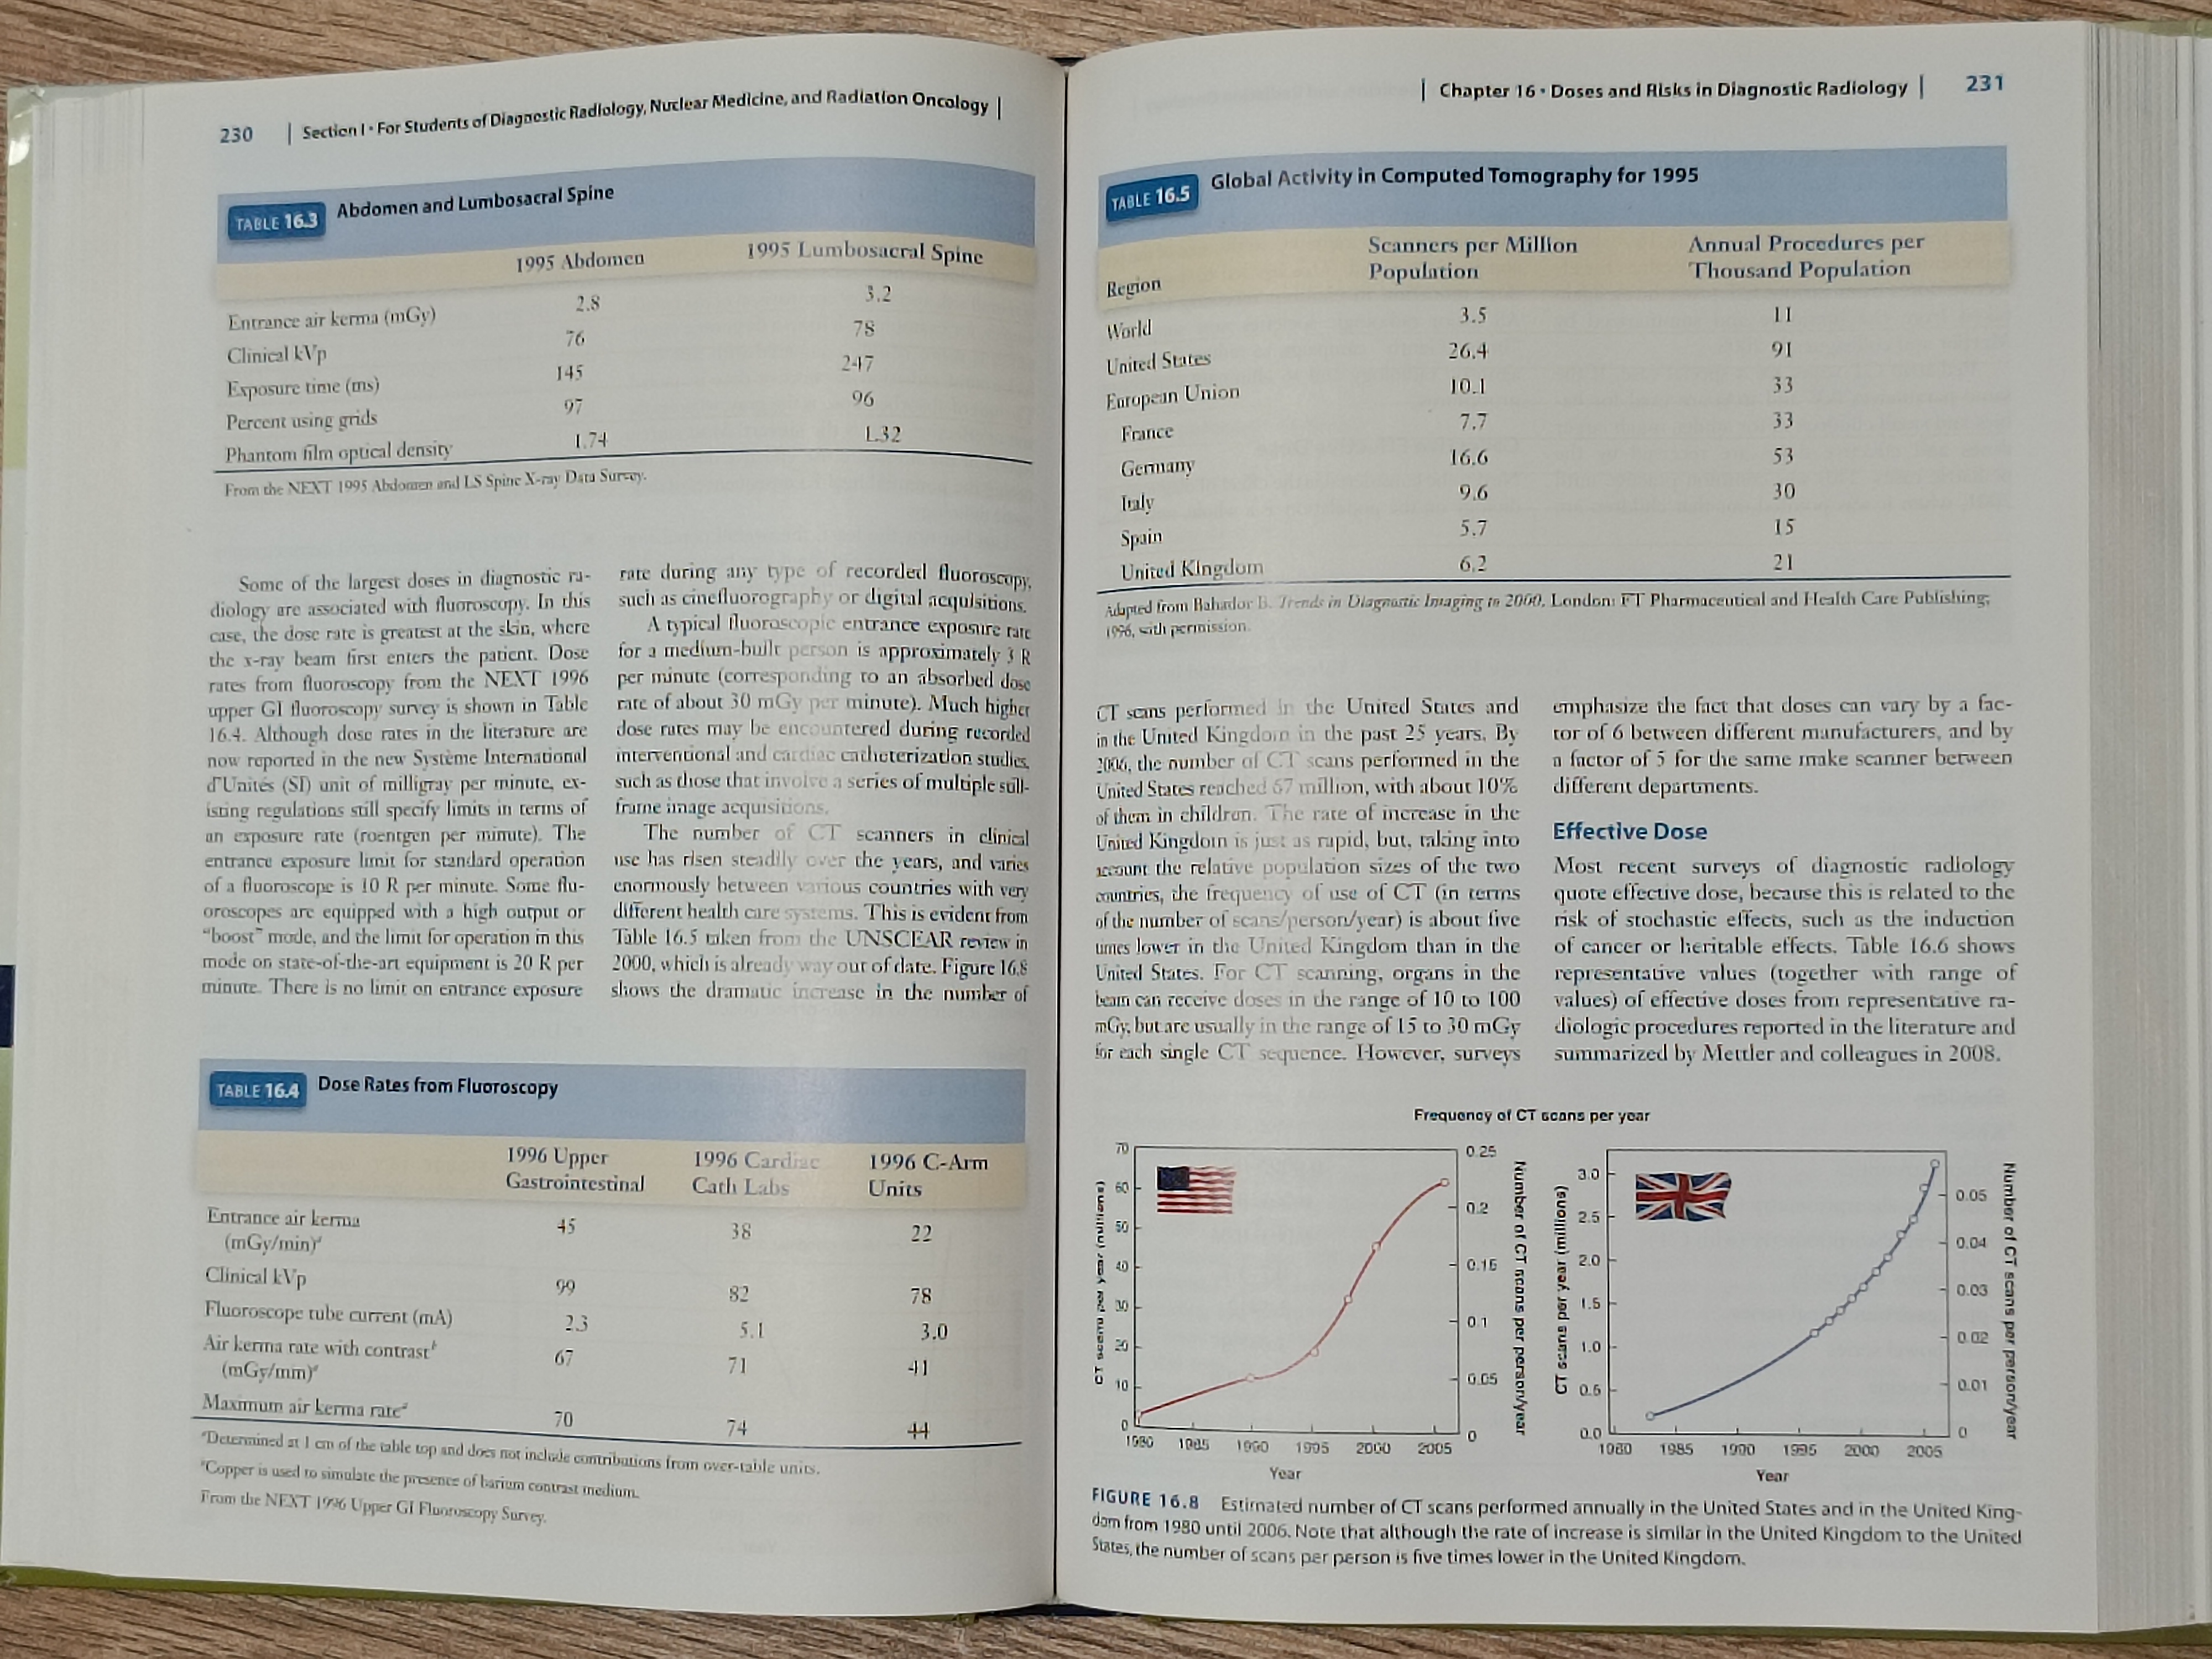 230 | Section I • For Students of Diagnostic Radiology, Nuclear Medicine, and Radiation Oncology |
TABLE 16.3 Abdomen and Lumbosacral Spine
1995 Abdomen 1995 Lumbosacral Spine
Entrance air kerma (mGy) 2.8 3.2
Clinical kVp 76 78
Exposure time (ms) 145 247
Percent using grids 97 96
Phantom film optical density 1.74 1.32
From the NEXT 1995 Abdomen and LS Spine X-ray Data Survey.
Some of the largest doses in diagnostic ra-
diology are associated with fluoroscopy. In this
case, the dose rate is greatest at the skin, where
the x-ray beam first enters the patient. Dose
rates from fluoroscopy from the NEXT 1996
upper GI fluoroscopy survey is shown in Table
16.4. Although dose rates in the literature are
now reported in the new Système International
d'Unités (SI) unit of milligray per minute, ex-
isting regulations still specify limits in terms of
an exposure rate (roentgen per minute). The
entrance exposure limit for standard operation
of a fluoroscope is 10 R per minute. Some flu-
oroscopes are equipped with a high output or
"boost" mode, and the limit for operation in this
mode on state-of-the-art equipment is 20 R per
minute. There is no limit on entrance exposure
rate during any type of recorded fluoroscopy,
such as cinefluorography or digital acquisitions.
A typical fluoroscopic entrance exposure rate
for a medium-built person is approximately 3 R
per minute (corresponding to an absorbed dose
rate of about 30 mGy per minute). Much higher
dose rates may be encountered during recorded
interventional and cardiac catheterization studies,
such as those that involve a series of multiple still-
frame image acquisitions.
The number of CT scanners in clinical
use has risen steadily over the years, and varies
enormously between various countries with very
different health care systems. This is evident from
Table 16.5 taken from the UNSCEAR review in
2000, which is already way out of date. Figure 16.8
shows the dramatic increase in the number of
TABLE 16.4 Dose Rates from Fluoroscopy
1996 Upper 1996 Cardiac 1996 C-Arm
Gastrointestinal Cath Labs Units
Entrance air kerma 45 38 22
(mGy/min)ᵃ
Clinical kVp 99 82 78
Fluoroscope tube current (mA) 2.3 5.1 3.0
Air kerma rate with contrastᵇ 67 71 41
(mGy/mm)ᵃ
Maximum air kerma rateᵃ 70 74 44
ᵃDetermined at 1 cm of the table top and does not include contributions from over-table units.
ᵇCopper is used to simulate the presence of barium contrast medium.
From the NEXT 1996 Upper GI Fluoroscopy Survey.
| Chapter 16 • Doses and Risks in Diagnostic Radiology | 231
TABLE 16.5 Global Activity in Computed Tomography for 1995
Scanners per Million Annual Procedures per
Region Population Thousand Population
World 3.5 11
United States 26.4 91
European Union 10.1 33
France 7.7 33
Germany 16.6 53
Italy 9.6 30
Spain 5.7 15
United Kingdom 6.2 21
Adapted from Bahador B. Trends in Diagnostic Imaging to 2000. London: FT Pharmaceutical and Health Care Publishing;
1996, with permission.
CT scans performed in the United States and
in the United Kingdom in the past 25 years. By
2006, the number of CT scans performed in the
United States reached 67 million, with about 10%
of them in children. The rate of increase in the
United Kingdom is just as rapid, but, taking into
account the relative population sizes of the two
countries, the frequency of use of CT (in terms
of the number of scans/person/year) is about five
times lower in the United Kingdom than in the
United States. For CT scanning, organs in the
beam can receive doses in the range of 10 to 100
mGy, but are usually in the range of 15 to 30 mGy
for each single CT sequence. However, surveys
emphasize the fact that doses can vary by a fac-
tor of 6 between different manufacturers, and by
a factor of 5 for the same make scanner between
different departments.
Effective Dose
Most recent surveys of diagnostic radiology
quote effective dose, because this is related to the
risk of stochastic effects, such as the induction
of cancer or heritable effects. Table 16.6 shows
representative values (together with range of
values) of effective doses from representative ra-
diologic procedures reported in the literature and
summarized by Mettler and colleagues in 2008.
Frequency of CT scans per year
CT scans per year (millions)
70
60
50
40
30
20
10
0
1980 1985 1990 1995 2000 2005
Year
0.25
0.2
0.15
0.1
0.05
0
Number of CT scans per person/year
CT scans per year (millions)
3.0
2.5
2.0
1.5
1.0
0.5
0.0
1980 1985 1990 1995 2000 2005
Year
0.05
0.04
0.03
0.02
0.01
0
Number of CT scans per person/year
FIGURE 16.8 Estimated number of CT scans performed annually in the United States and in the United King-
dom from 1980 until 2006. Note that although the rate of increase is similar in the United Kingdom to the United
States, the number of scans per person is five times lower in the United Kingdom.